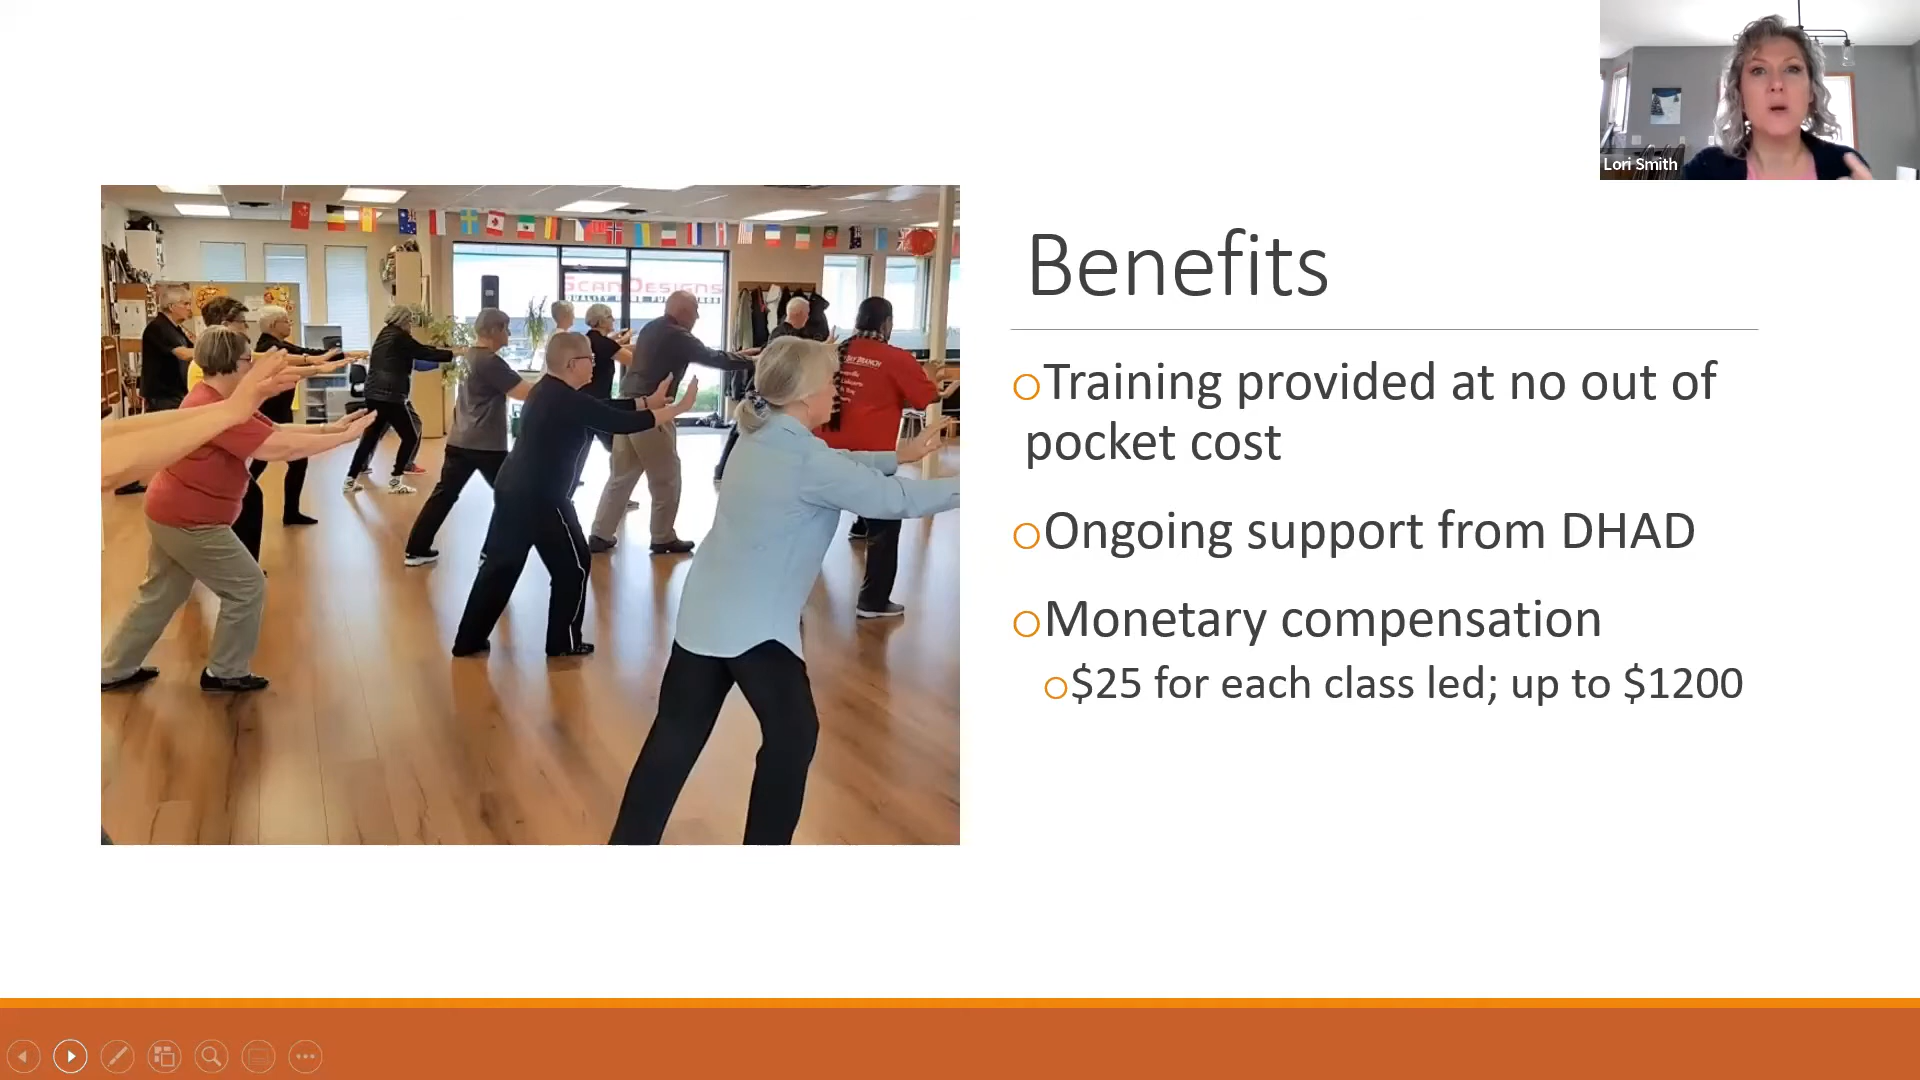 Lori Smith
SCANDESIGNS
Benefits
Training provided at no out of
pocket cost
Ongoing support from DHAD
Monetary compensation
$25 for each class led; up to $1200